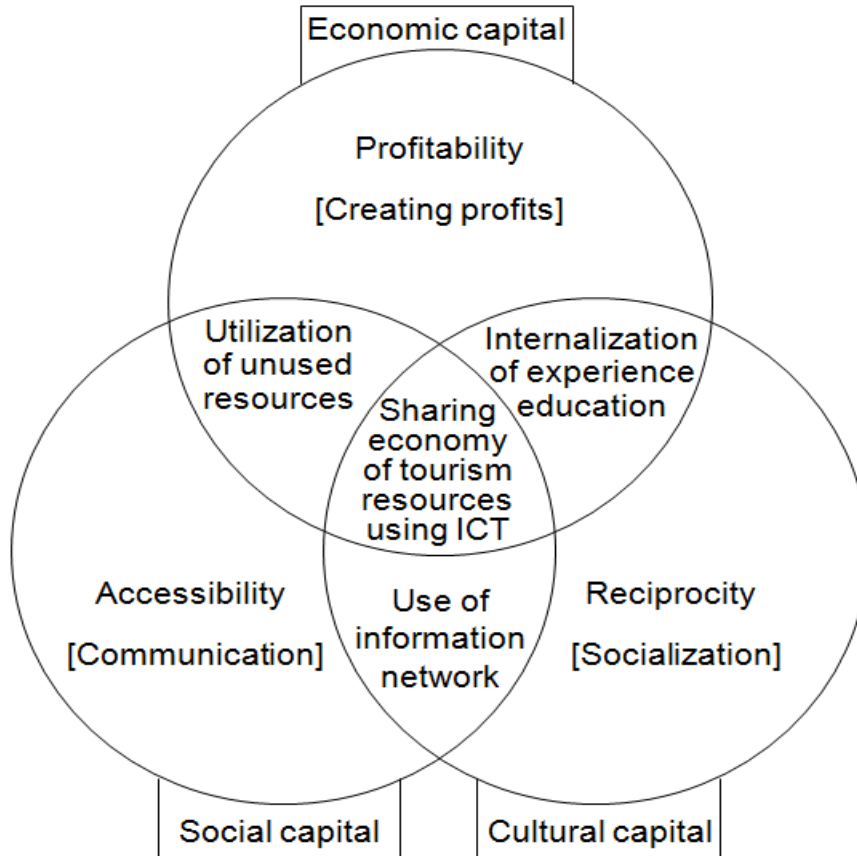 Economic capital
Profitability
[Creating profits]
Utilization
of unused
resources
Internalization
of experience
education
Sharing
economy
of tourism
resources
using ICT
Accessibility
[Communication]
Use of
information
network
Reciprocity
[Socialization]
Social capital
Cultural capital